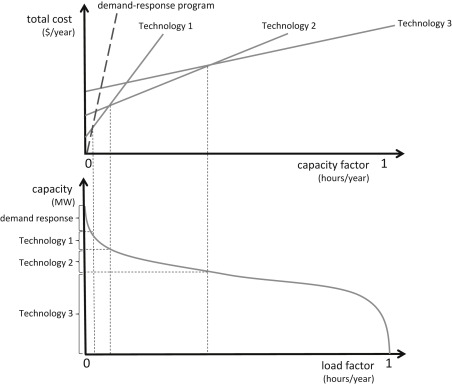 demand-response program
total cost
($/year)
Technology 1
Technology 2
Technology 3
0
capacity factor
1
(hours/year)
capacity
(MW)
demand response
Technology 1
Technology 2
Technology 3
0
load factor
1
(hours/year)